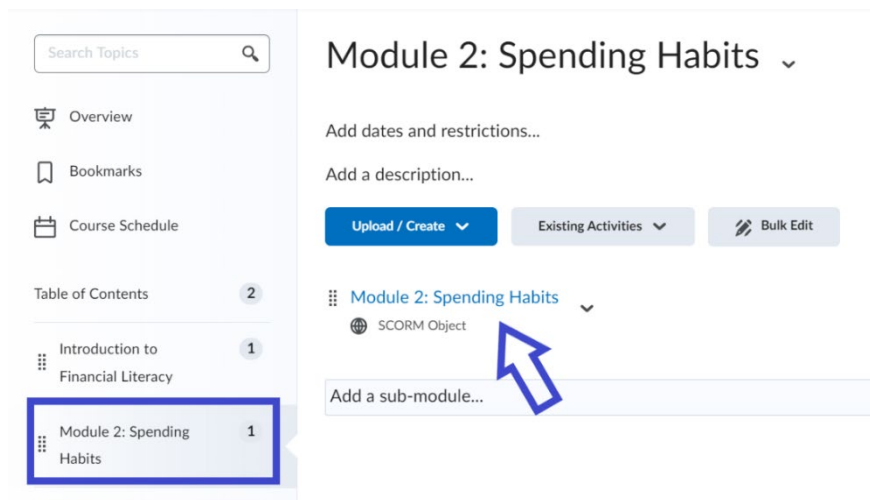 Search Topics
Overview
Bookmarks
Course Schedule
Table of Contents 2
Introduction to 1
Financial Literacy
Module 2: Spending 1
Habits
Module 2: Spending Habits
Add dates and restrictions...
Add a description...
Upload / Create Existing Activities Bulk Edit
Module 2: Spending Habits
SCORM Object
Add a sub-module...